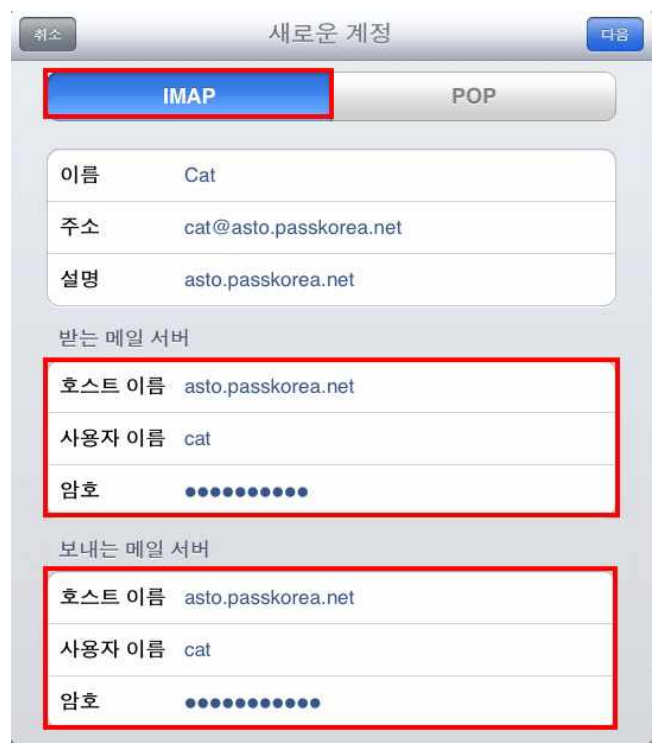 취소 새로운 계정 다음
IMAP POP
이름 Cat
주소 cat@asto.passkorea.net
설명 asto.passkorea.net
받는 메일 서버
호스트 이름 asto.passkorea.net
사용자 이름 cat
암호 ●●●●●●●●●●
보내는 메일 서버
호스트 이름 asto.passkorea.net
사용자 이름 cat
암호 ●●●●●●●●●●●